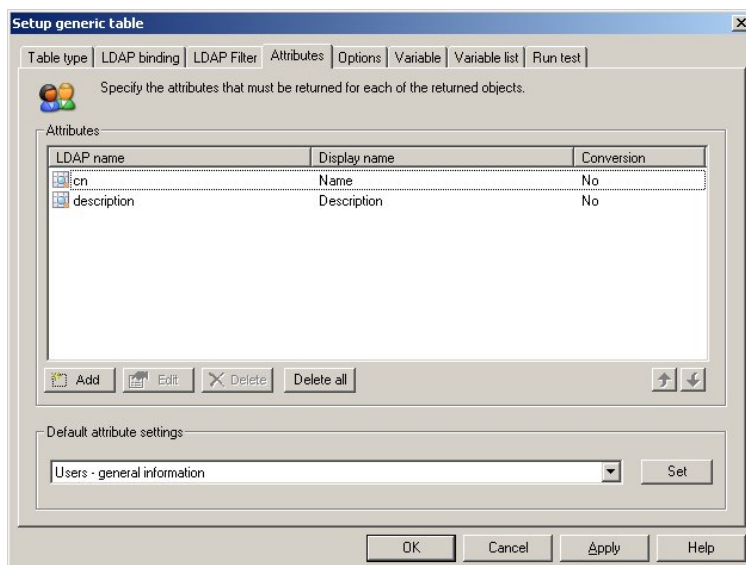 Setup generic table
Table type LDAP binding LDAP Filter Attributes Options Variable Variable list Run test
Specify the attributes that must be returned for each of the returned objects.
Attributes
LDAP name Display name Conversion
cn Name No
description Description No
Add Edit Delete Delete all
Default attribute settings
Users - general information Set
OK Cancel Apply Help